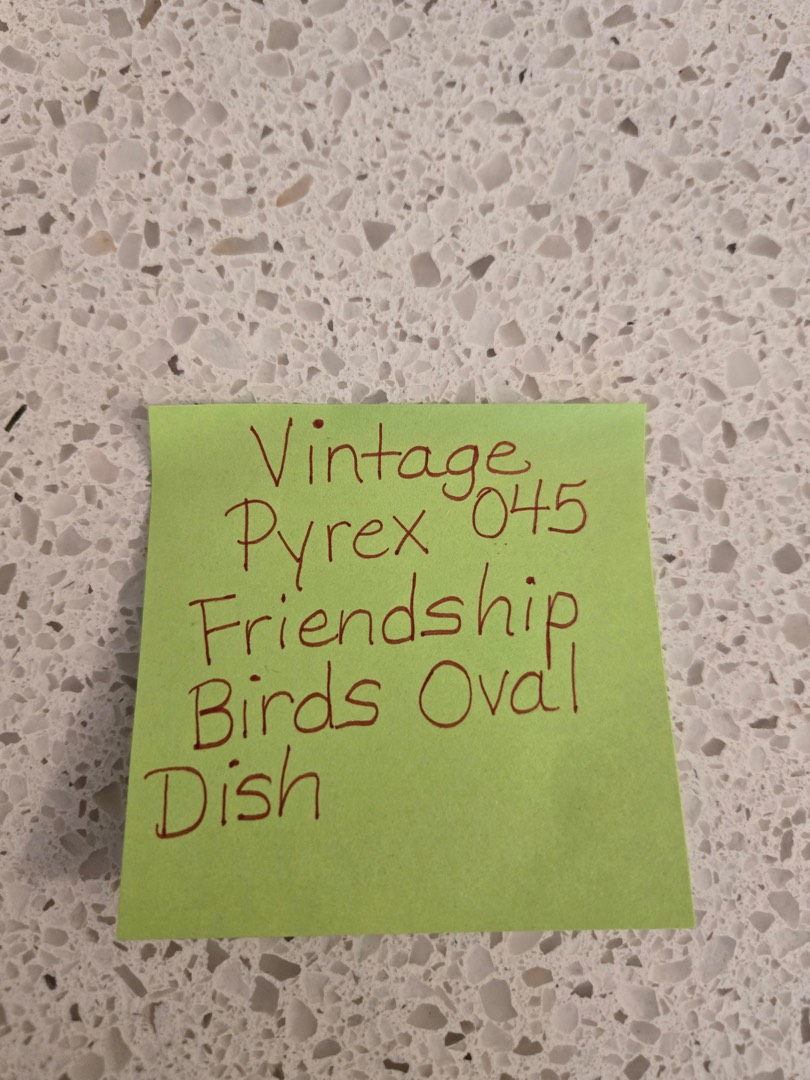 Vintage
Pyrex 045
Friendship
Birds Oval
Dish